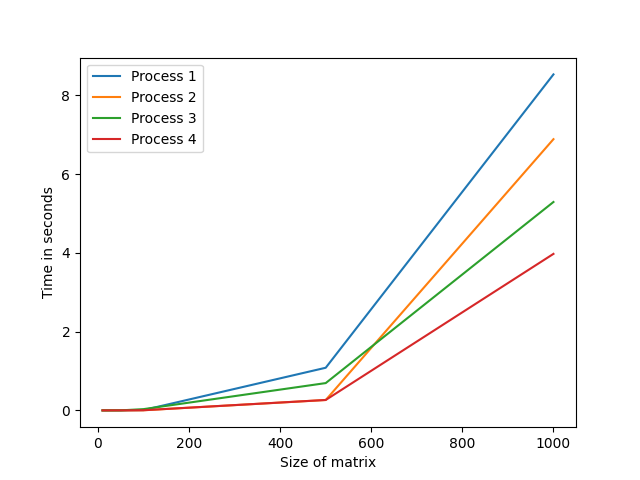 Process 1
Process 2
Process 3
Process 4
8
6
4
2
0
Time in seconds
0 200 400 600 800 1000
Size of matrix